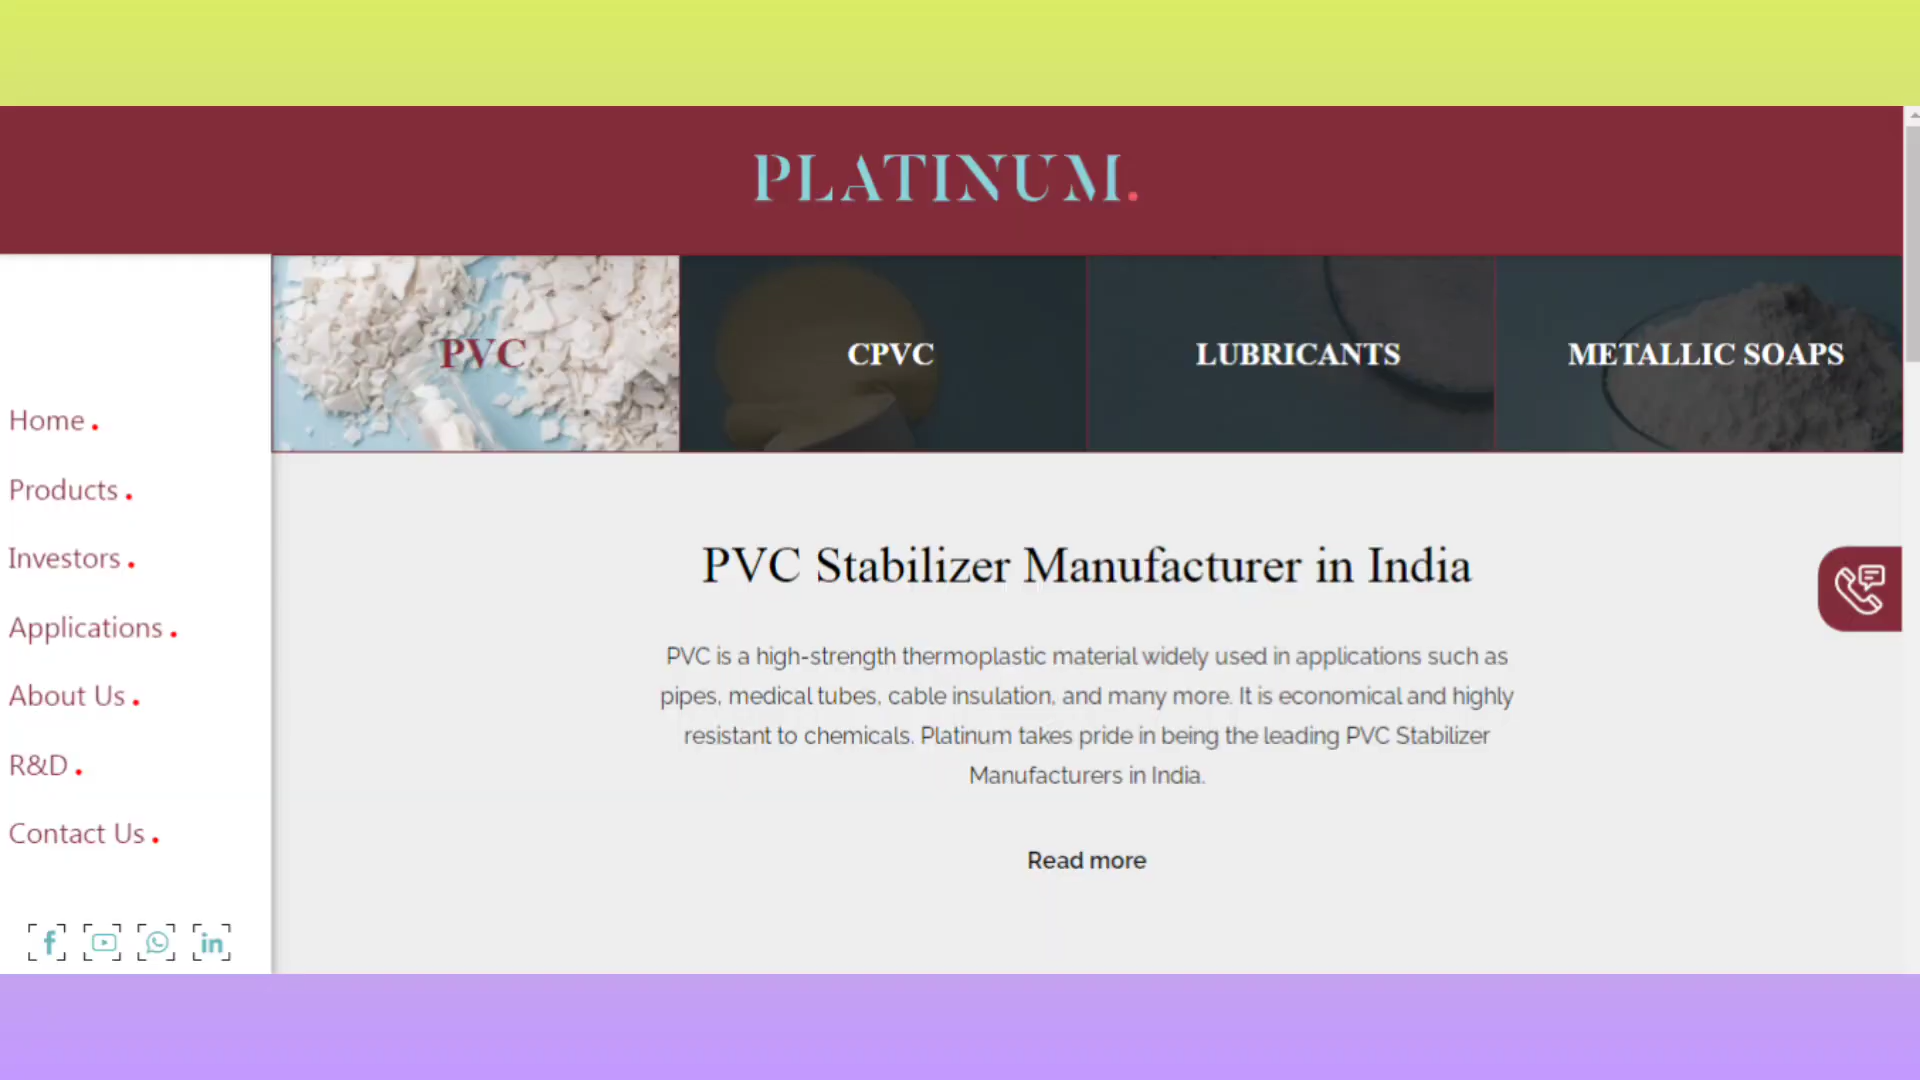 PLATINUM.
PVC
CPVC
LUBRICANTS
METALLIC SOAPS
Home .
Products .
Investors .
Applications .
About Us .
R&D .
Contact Us .
PVC Stabilizer Manufacturer in India
PVC is a high-strength thermoplastic material widely used in applications such as
pipes, medical tubes, cable insulation, and many more. It is economical and highly
resistant to chemicals. Platinum takes pride in being the leading PVC Stabilizer
Manufacturers in India.
Read more